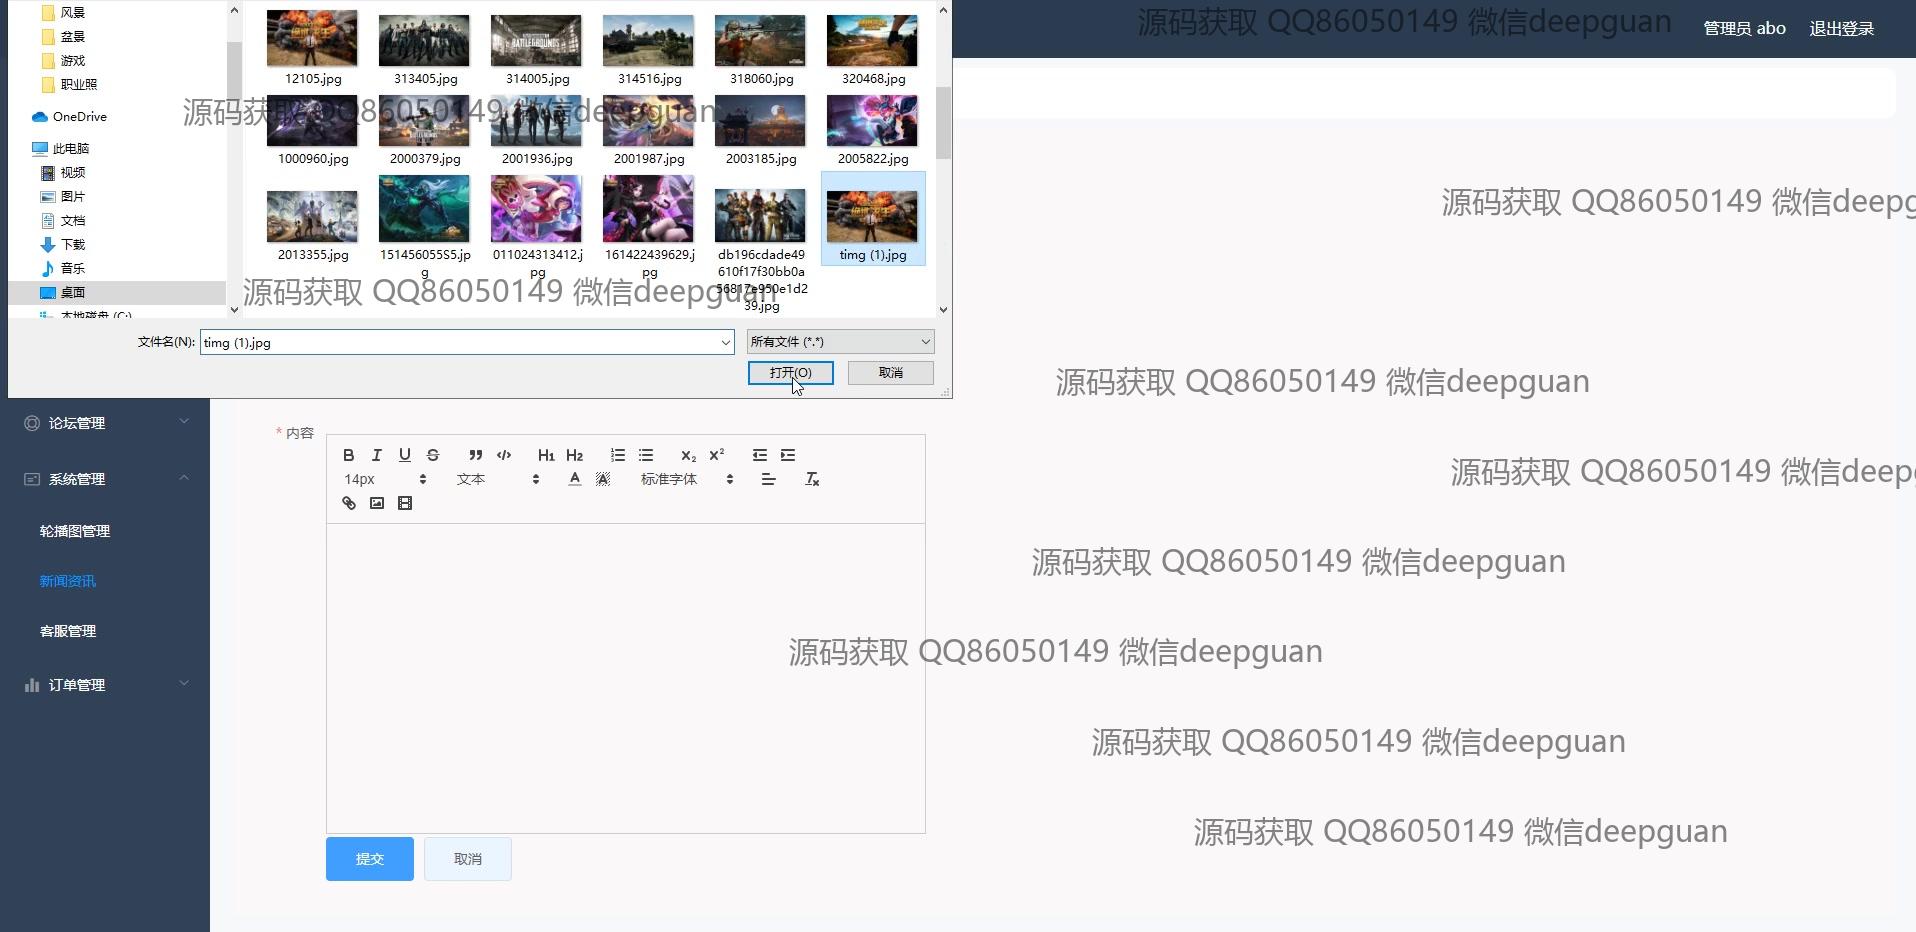 风景
盆景
游戏
职业照
OneDrive
此电脑
视频
图片
文档
下载
音乐
桌面
本地磁盘 (C:)
12105.jpg
313405.jpg
314005.jpg
314516.jpg
318060.jpg
320468.jpg
1000960.jpg
2000379.jpg
2001936.jpg
2001987.jpg
2003185.jpg
2005822.jpg
2013355.jpg
151456055S5.jp
g
011024313412.j
pg
161422439629.j
pg
db196cdade49
610f17f30bb0a
56817e950e1d2
39.jpg
timg (1).jpg
文件名(N):
timg (1).jpg
所有文件 (*.*)
打开(O)
取消
管理员 abo
退出登录
论坛管理
系统管理
轮播图管理
新闻资讯
客服管理
订单管理
* 内容
B I U S ” </> H1 H2 X2 X2
14px
文本
A A
标准字体
Tx
提交
取消
源码获取 QQ86050149 微信deepguan
源码获取 QQ86050149 微信deepguan
源码获取 QQ86050149 微信deepg
源码获取 QQ86050149 微信deepguan
源码获取 QQ86050149 微信deepguan
源码获取 QQ86050149 微信deep
源码获取 QQ86050149 微信deepguan
源码获取 QQ86050149 微信deepguan
源码获取 QQ86050149 微信deepguan
源码获取 QQ86050149 微信deepguan